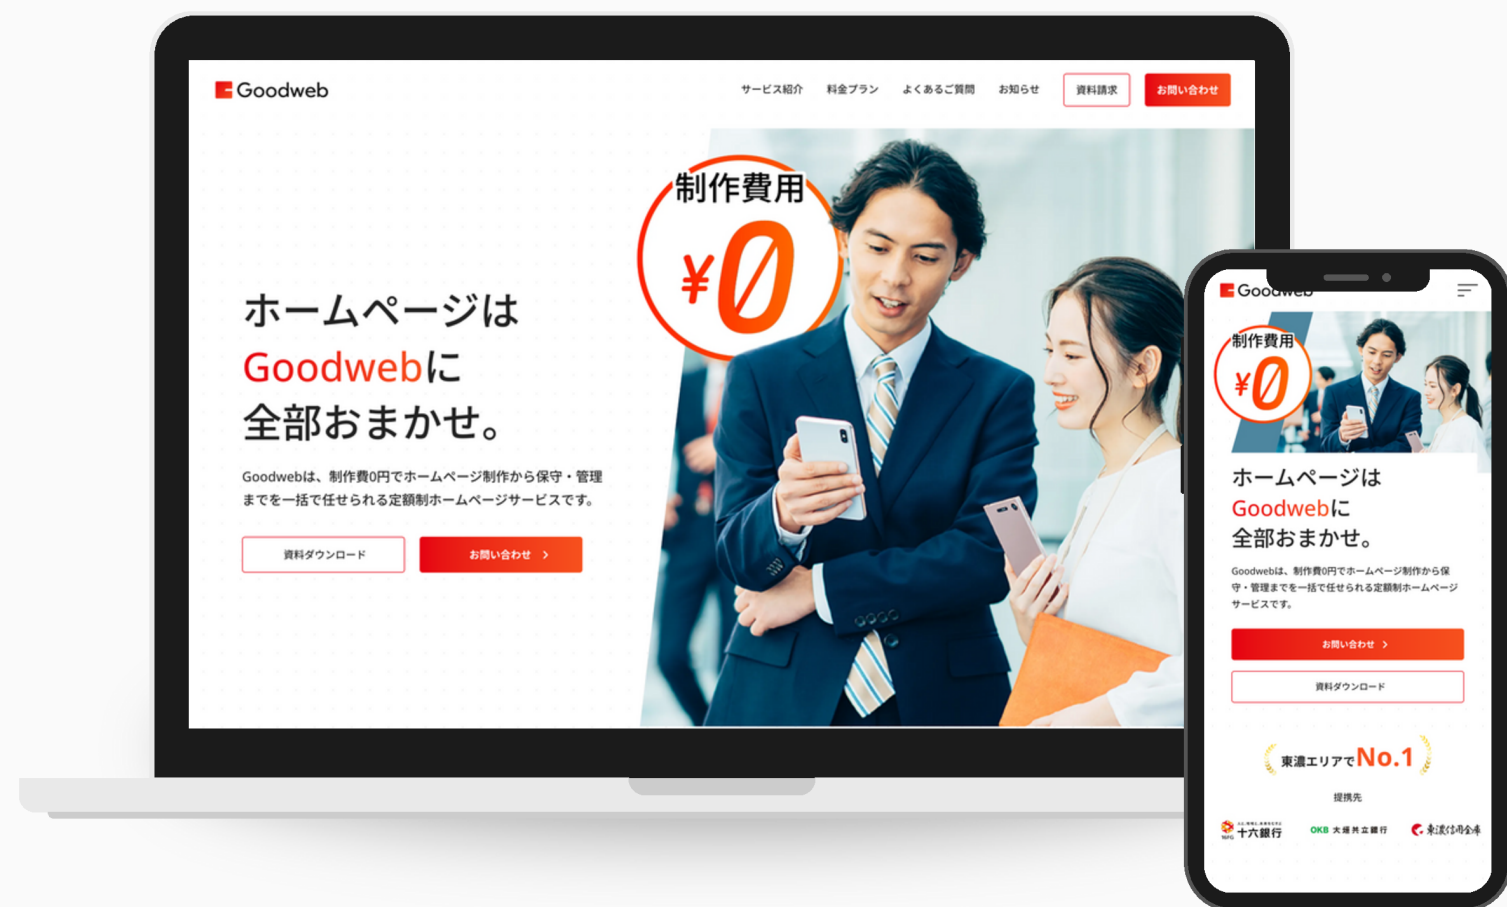 Goodweb
サービス紹介
料金プラン
よくあるご質問
お知らせ
資料請求
お問い合わせ
制作費用
¥0
ホームページは
Goodwebに
全部おまかせ。
Goodwebは、制作費0円でホームページ制作から保守・管理
までを一括で任せられる定額制ホームページサービスです。
資料ダウンロード
お問い合わせ
Goodweb
制作費用
¥0
ホームページは
Goodwebに
全部おまかせ。
Goodwebは、制作費0円でホームページ制作から保
守・管理までを一括で任せられる定額制ホームページ
サービスです。
お問い合わせ
資料ダウンロード
東濃エリアでNo.1
提携先
十六銀行
OKB 大垣共立銀行
東濃信用金庫